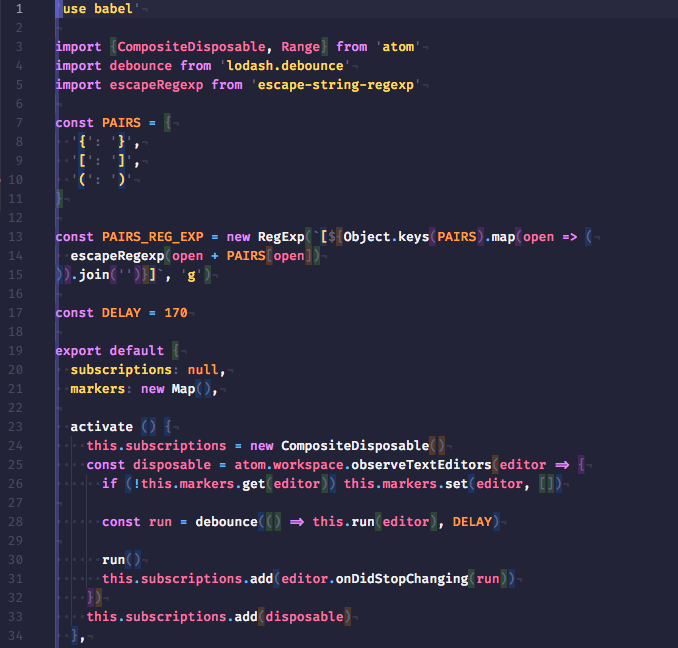 1 'use babel'
2
3 import {CompositeDisposable, Range} from 'atom'
4 import debounce from 'lodash.debounce'
5 import escapeRegexp from 'escape-string-regexp'
6
7 const PAIRS = {
8 '{': '}',
9 '[': ']',
10 '(': ')'
11 }
12
13 const PAIRS_REG_EXP = new RegExp(`[${Object.keys(PAIRS).map(open => (
14 escapeRegexp(open + PAIRS[open])
15 )).join('')}]`, 'g')
16
17 const DELAY = 170
18
19 export default {
20 subscriptions: null,
21 markers: new Map(),
22
23 activate () {
24 this.subscriptions = new CompositeDisposable()
25 const disposable = atom.workspace.observeTextEditors(editor => {
26 if (!this.markers.get(editor)) this.markers.set(editor, [])
27
28 const run = debounce(() => this.run(editor), DELAY)
29
30 run()
31 this.subscriptions.add(editor.onDidStopChanging(run))
32 })
33 this.subscriptions.add(disposable)
34 },